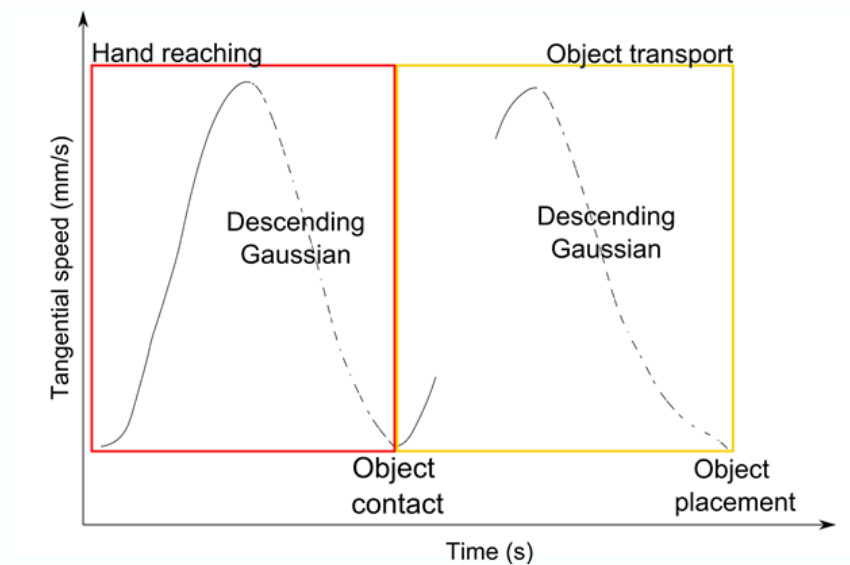 Hand reaching
Object transport
Tangential speed (mm/s)
Descending
Gaussian
Descending
Gaussian
Object
contact
Object
placement
Time (s)